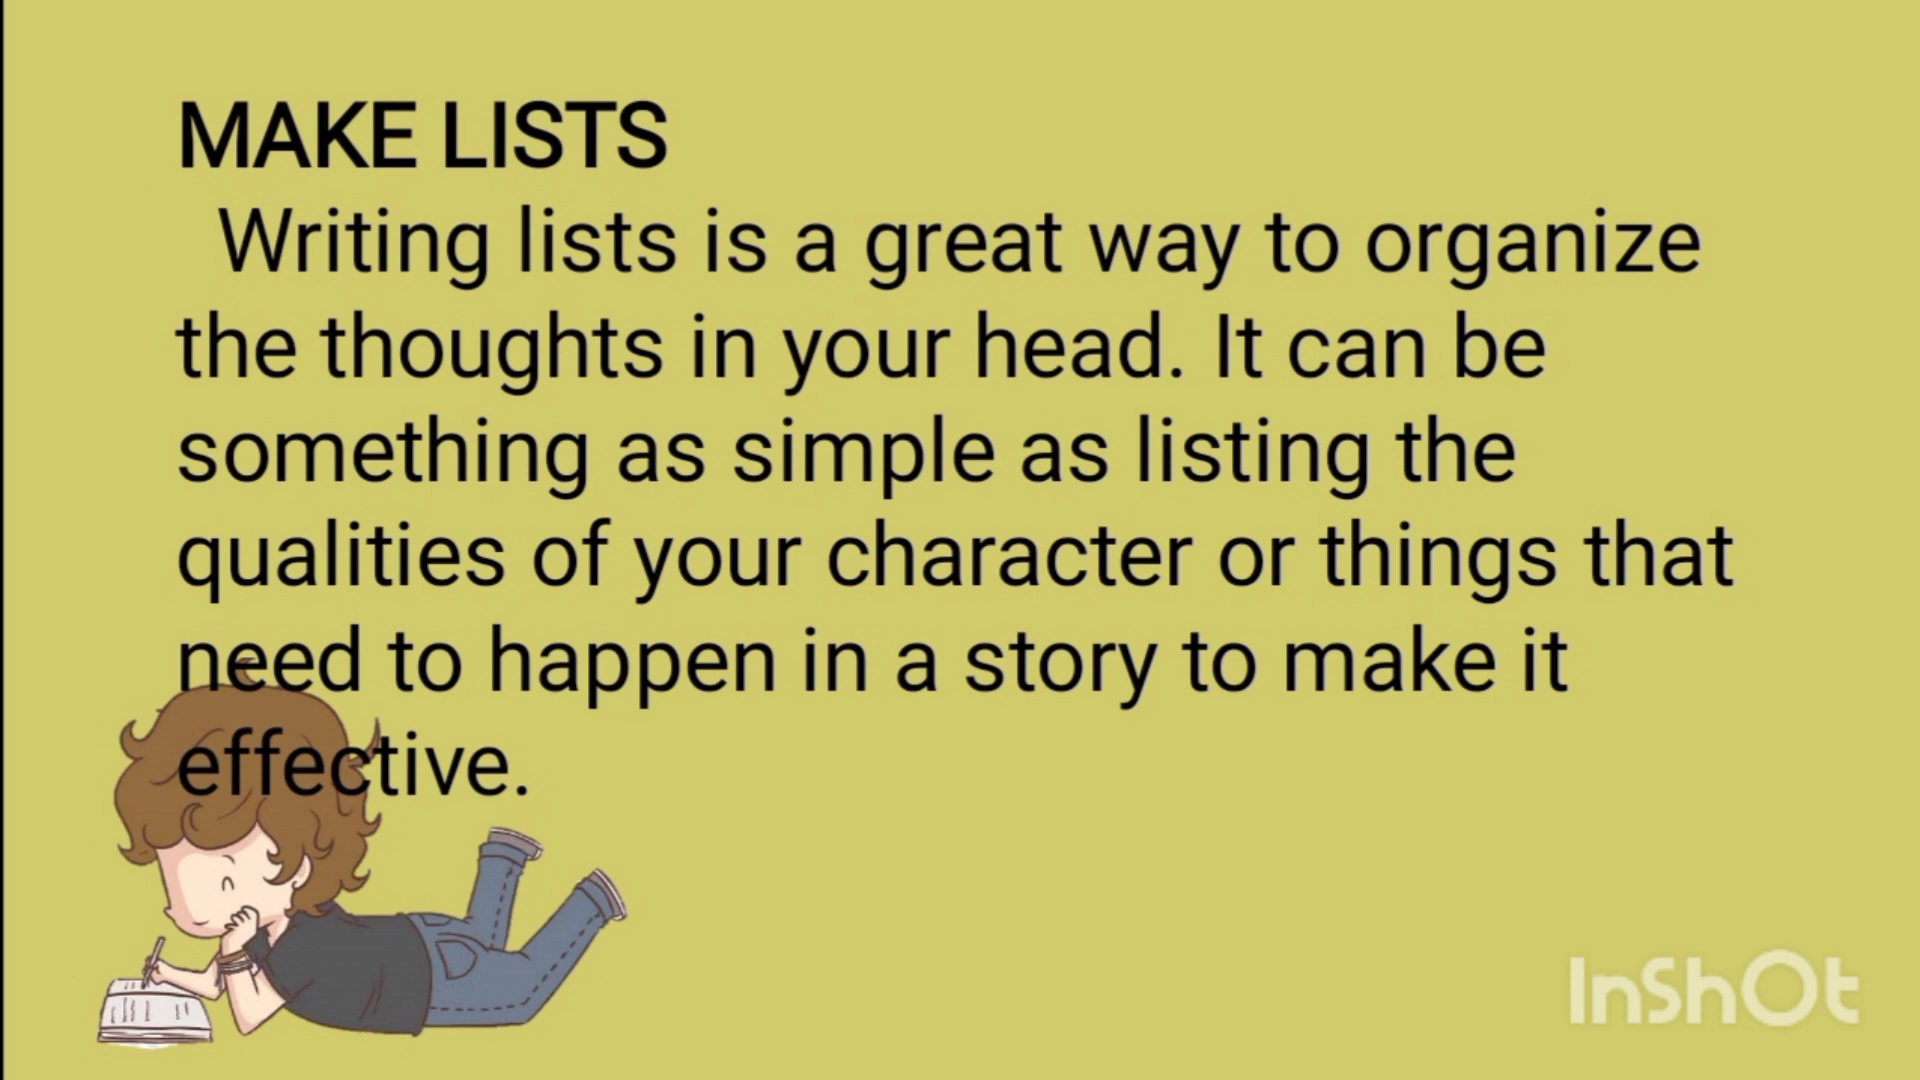 MAKE LISTS
Writing lists is a great way to organize
the thoughts in your head. It can be
something as simple as listing the
qualities of your character or things that
need to happen in a story to make it
effective.
InShOt